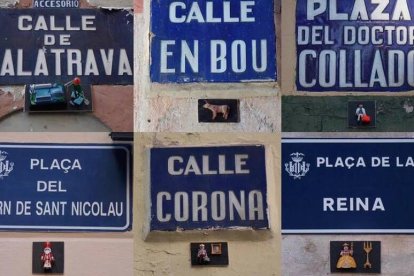 ACCESORIO
CALLE
DE
ALATRAVA
CALLE
EN BOU
PLAZA
DEL DOCTOR
COLLADO
PLAÇA
DEL
RN DE SANT NICOLAU
CALLE
CORONA
PLAÇA DE LA
REINA